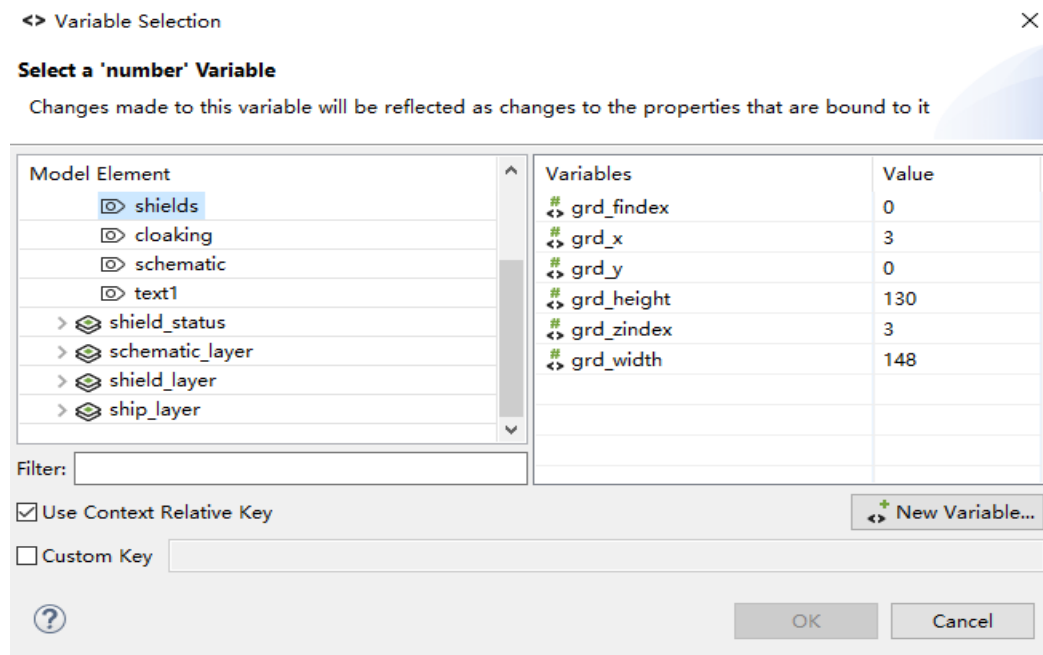 <> Variable Selection
Select a 'number' Variable
Changes made to this variable will be reflected as changes to the properties that are bound to it
Model Element
shields
cloaking
schematic
text1
shield_status
schematic_layer
shield_layer
ship_layer
Variables Value
grd_findex 0
grd_x 3
grd_y 0
grd_height 130
grd_zindex 3
grd_width 148
Filter:
Use Context Relative Key
New Variable...
Custom Key
OK Cancel